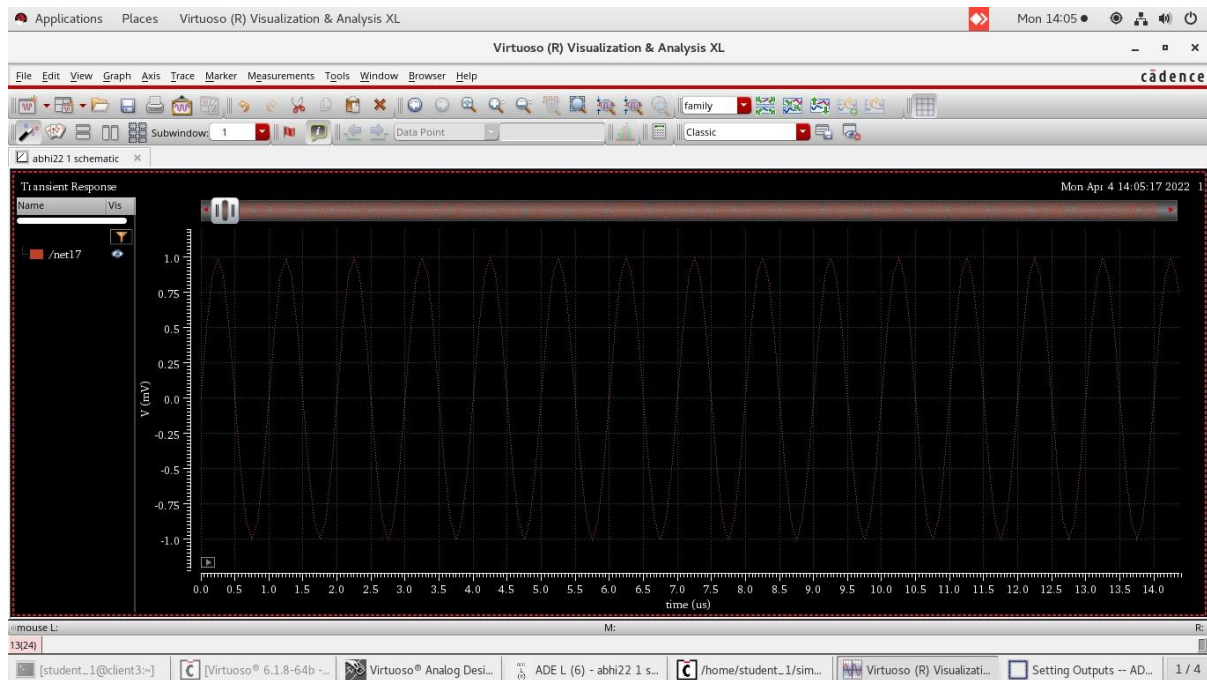 Applications Places Virtuoso (R) Visualization & Analysis XL Mon 14:05
Virtuoso (R) Visualization & Analysis XL
File Edit View Graph Axis Trace Marker Measurements Tools Window Browser Help
cādence
family
Subwindow: 1 Data Point Classic
abhi22 1 schematic
Transient Response Mon Apr 4 14:05:17 2022 1
Name Vis
/net17
1.0
0.75
0.5
0.25
0.0
-0.25
-0.5
-0.75
-1.0
V (mV)
0.0 0.5 1.0 1.5 2.0 2.5 3.0 3.5 4.0 4.5 5.0 5.5 6.0 6.5 7.0 7.5 8.0 8.5 9.0 9.5 10.0 10.5 11.0 11.5 12.0 12.5 13.0 13.5 14.0
time (us)
mouse L: M: R:
13(24)
[student_1@client3:~] [Virtuoso® 6.1.8-64b -... Virtuoso® Analog Desi... ADE L (6) - abhi22 1 s... /home/student_1/sim... Virtuoso (R) Visualizati... Setting Outputs -- AD... 1 / 4